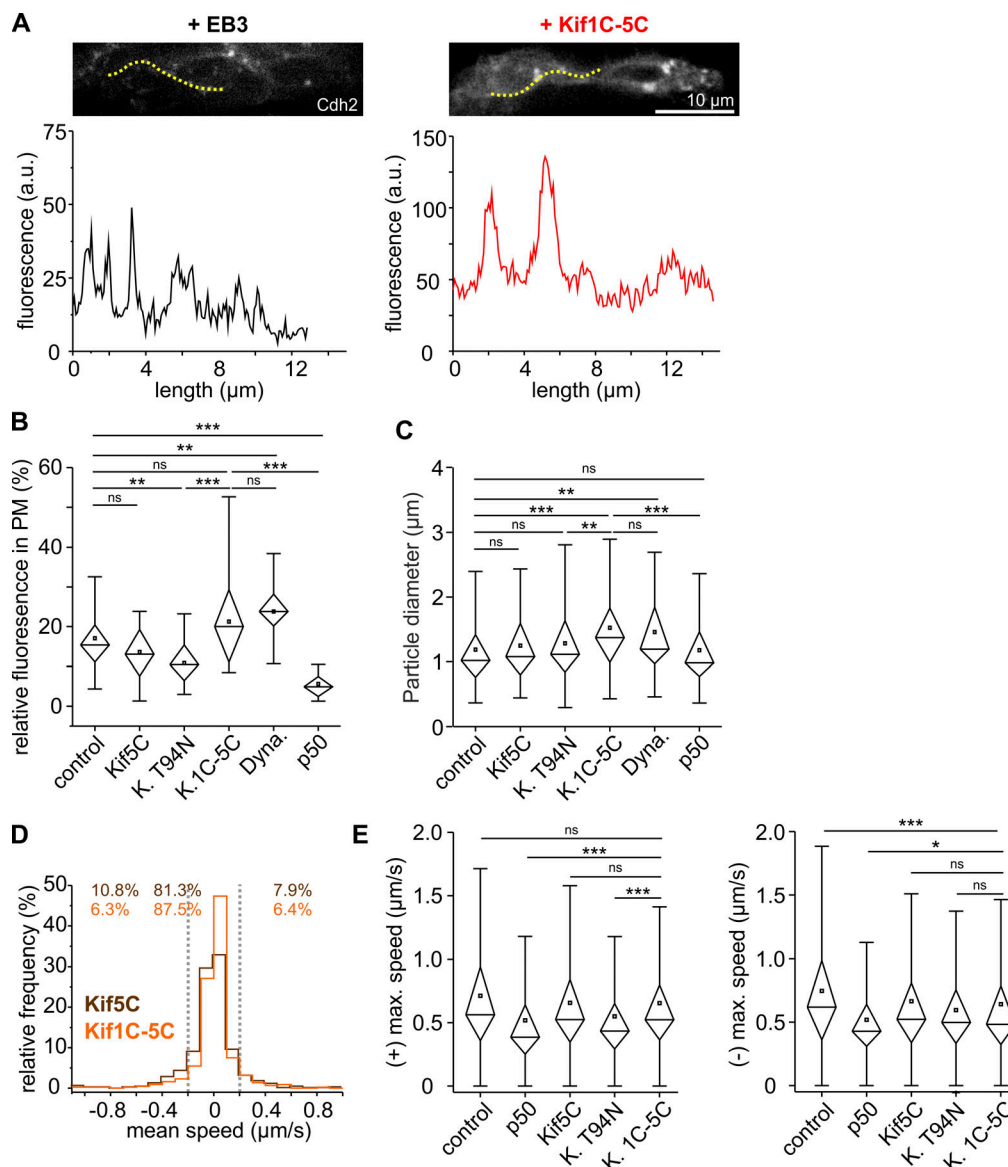 A
+ EB3
+ Kif1C-5C
Cdh2
10 µm
75
50
25
0
fluorescence (a.u.)
0 4 8 12
length (µm)
150
100
50
0
fluorescence (a.u.)
0 4 8 12
length (µm)
B
***
**
ns ***
** *** ns
ns
60
40
20
0
relative fluoresencce in PM (%)
control Kif5C K. T94N K.1C-5C Dyna. p50
C
ns
**
*** ***
ns ** ns
ns
4
3
2
1
0
Particle diameter (µm)
control Kif5C K. T94N K.1C-5C Dyna. p50
D
10.8% 81.3% 7.9%
6.3% 87.5% 6.4%
50
40
30
20
10
0
relative frequency (%)
Kif5C
Kif1C-5C
-0.8 -0.4 0 0.4 0.8
mean speed (µm/s)
E
ns
***
ns
***
2.0
1.5
1.0
0.5
0
(+) max. speed (µm/s)
control p50 Kif5C K. T94N K. 1C-5C
***
*
ns
ns
2.0
1.5
1.0
0.5
0
(-) max. speed (µm/s)
control p50 Kif5C K. T94N K. 1C-5C